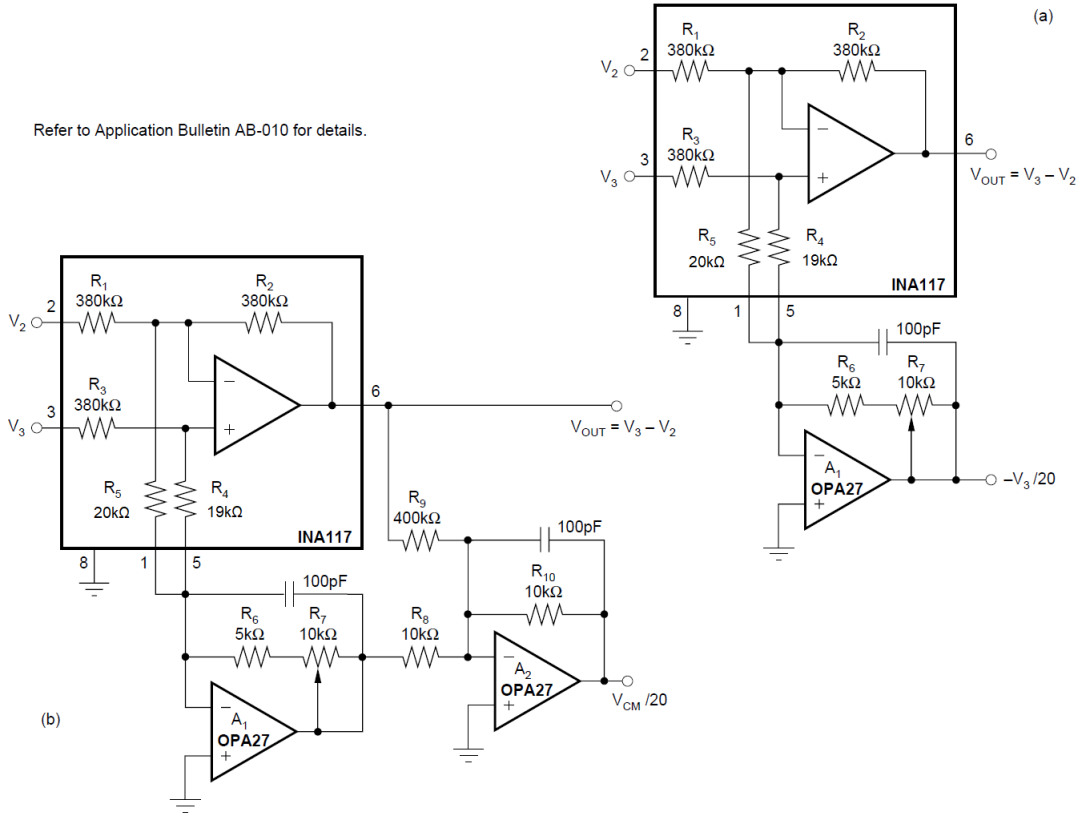 (a)
R1
380kΩ
R2
380kΩ
2
V2
Refer to Application Bulletin AB-010 for details.
R3
380kΩ
3
V3
6
VOUT = V3 – V2
–
+
R5
20kΩ
R4
19kΩ
INA117
8
1
5
100pF
R6
5kΩ
R7
10kΩ
–
A1
OPA27
+
–V3 /20
R1
380kΩ
R2
380kΩ
2
V2
R3
380kΩ
3
V3
–
+
6
VOUT = V3 – V2
R5
20kΩ
R4
19kΩ
INA117
R9
400kΩ
8
1
5
100pF
100pF
R6
5kΩ
R7
10kΩ
R8
10kΩ
R10
10kΩ
–
A1
OPA27
+
–
A2
OPA27
+
VCM /20
(b)